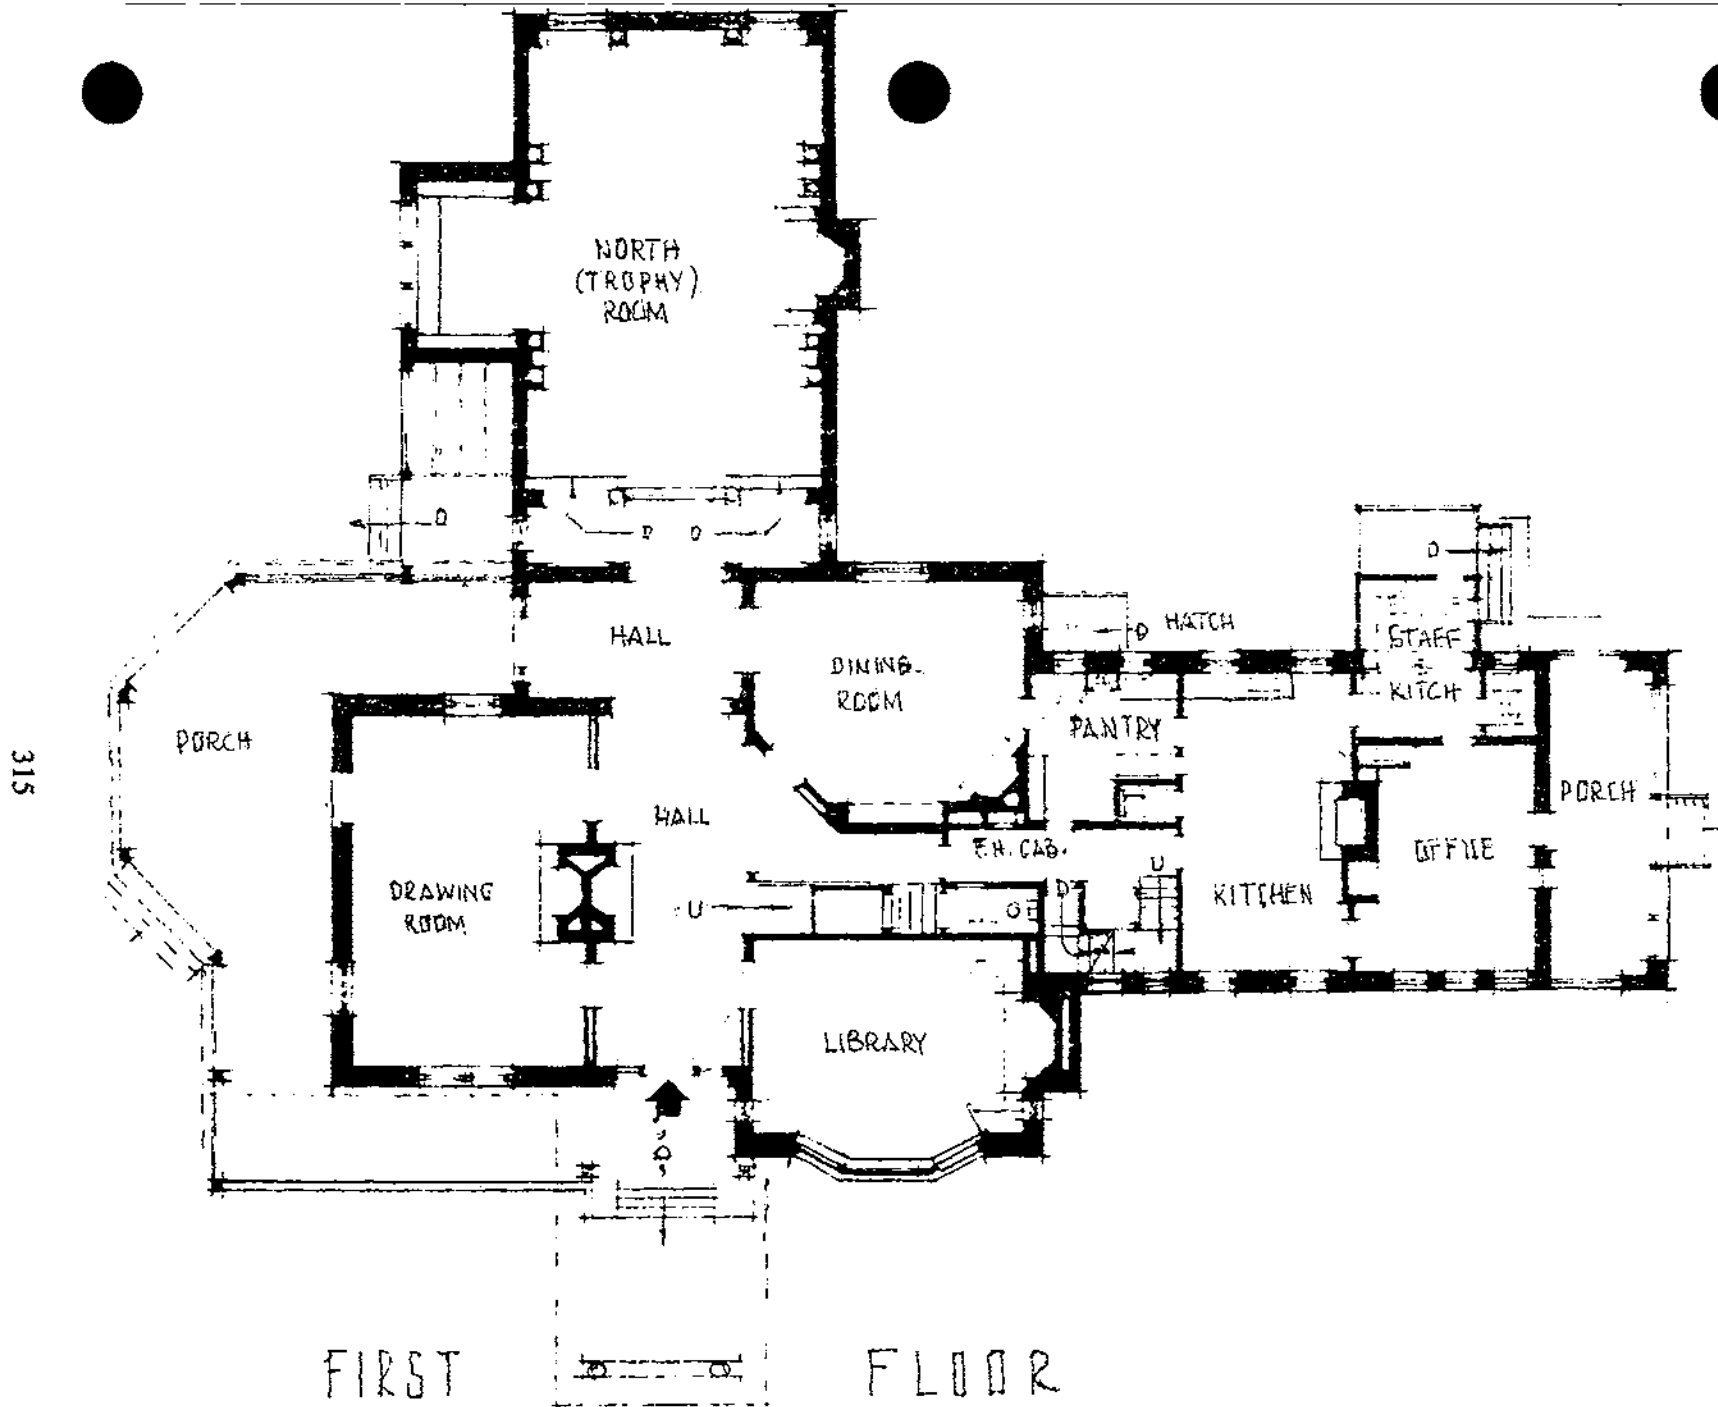 NORTH
(TROPHY)
ROOM
D
D D
D
HALL
HATCH
D
STAFF
KITCH
DINING
ROOM
PORCH
PANTRY
315
HALL
PORCH
F.H. CAB.
OFFICE
U
DRAWING
ROOM
U
D
KITCHEN
LIBRARY
FIRST FLOOR